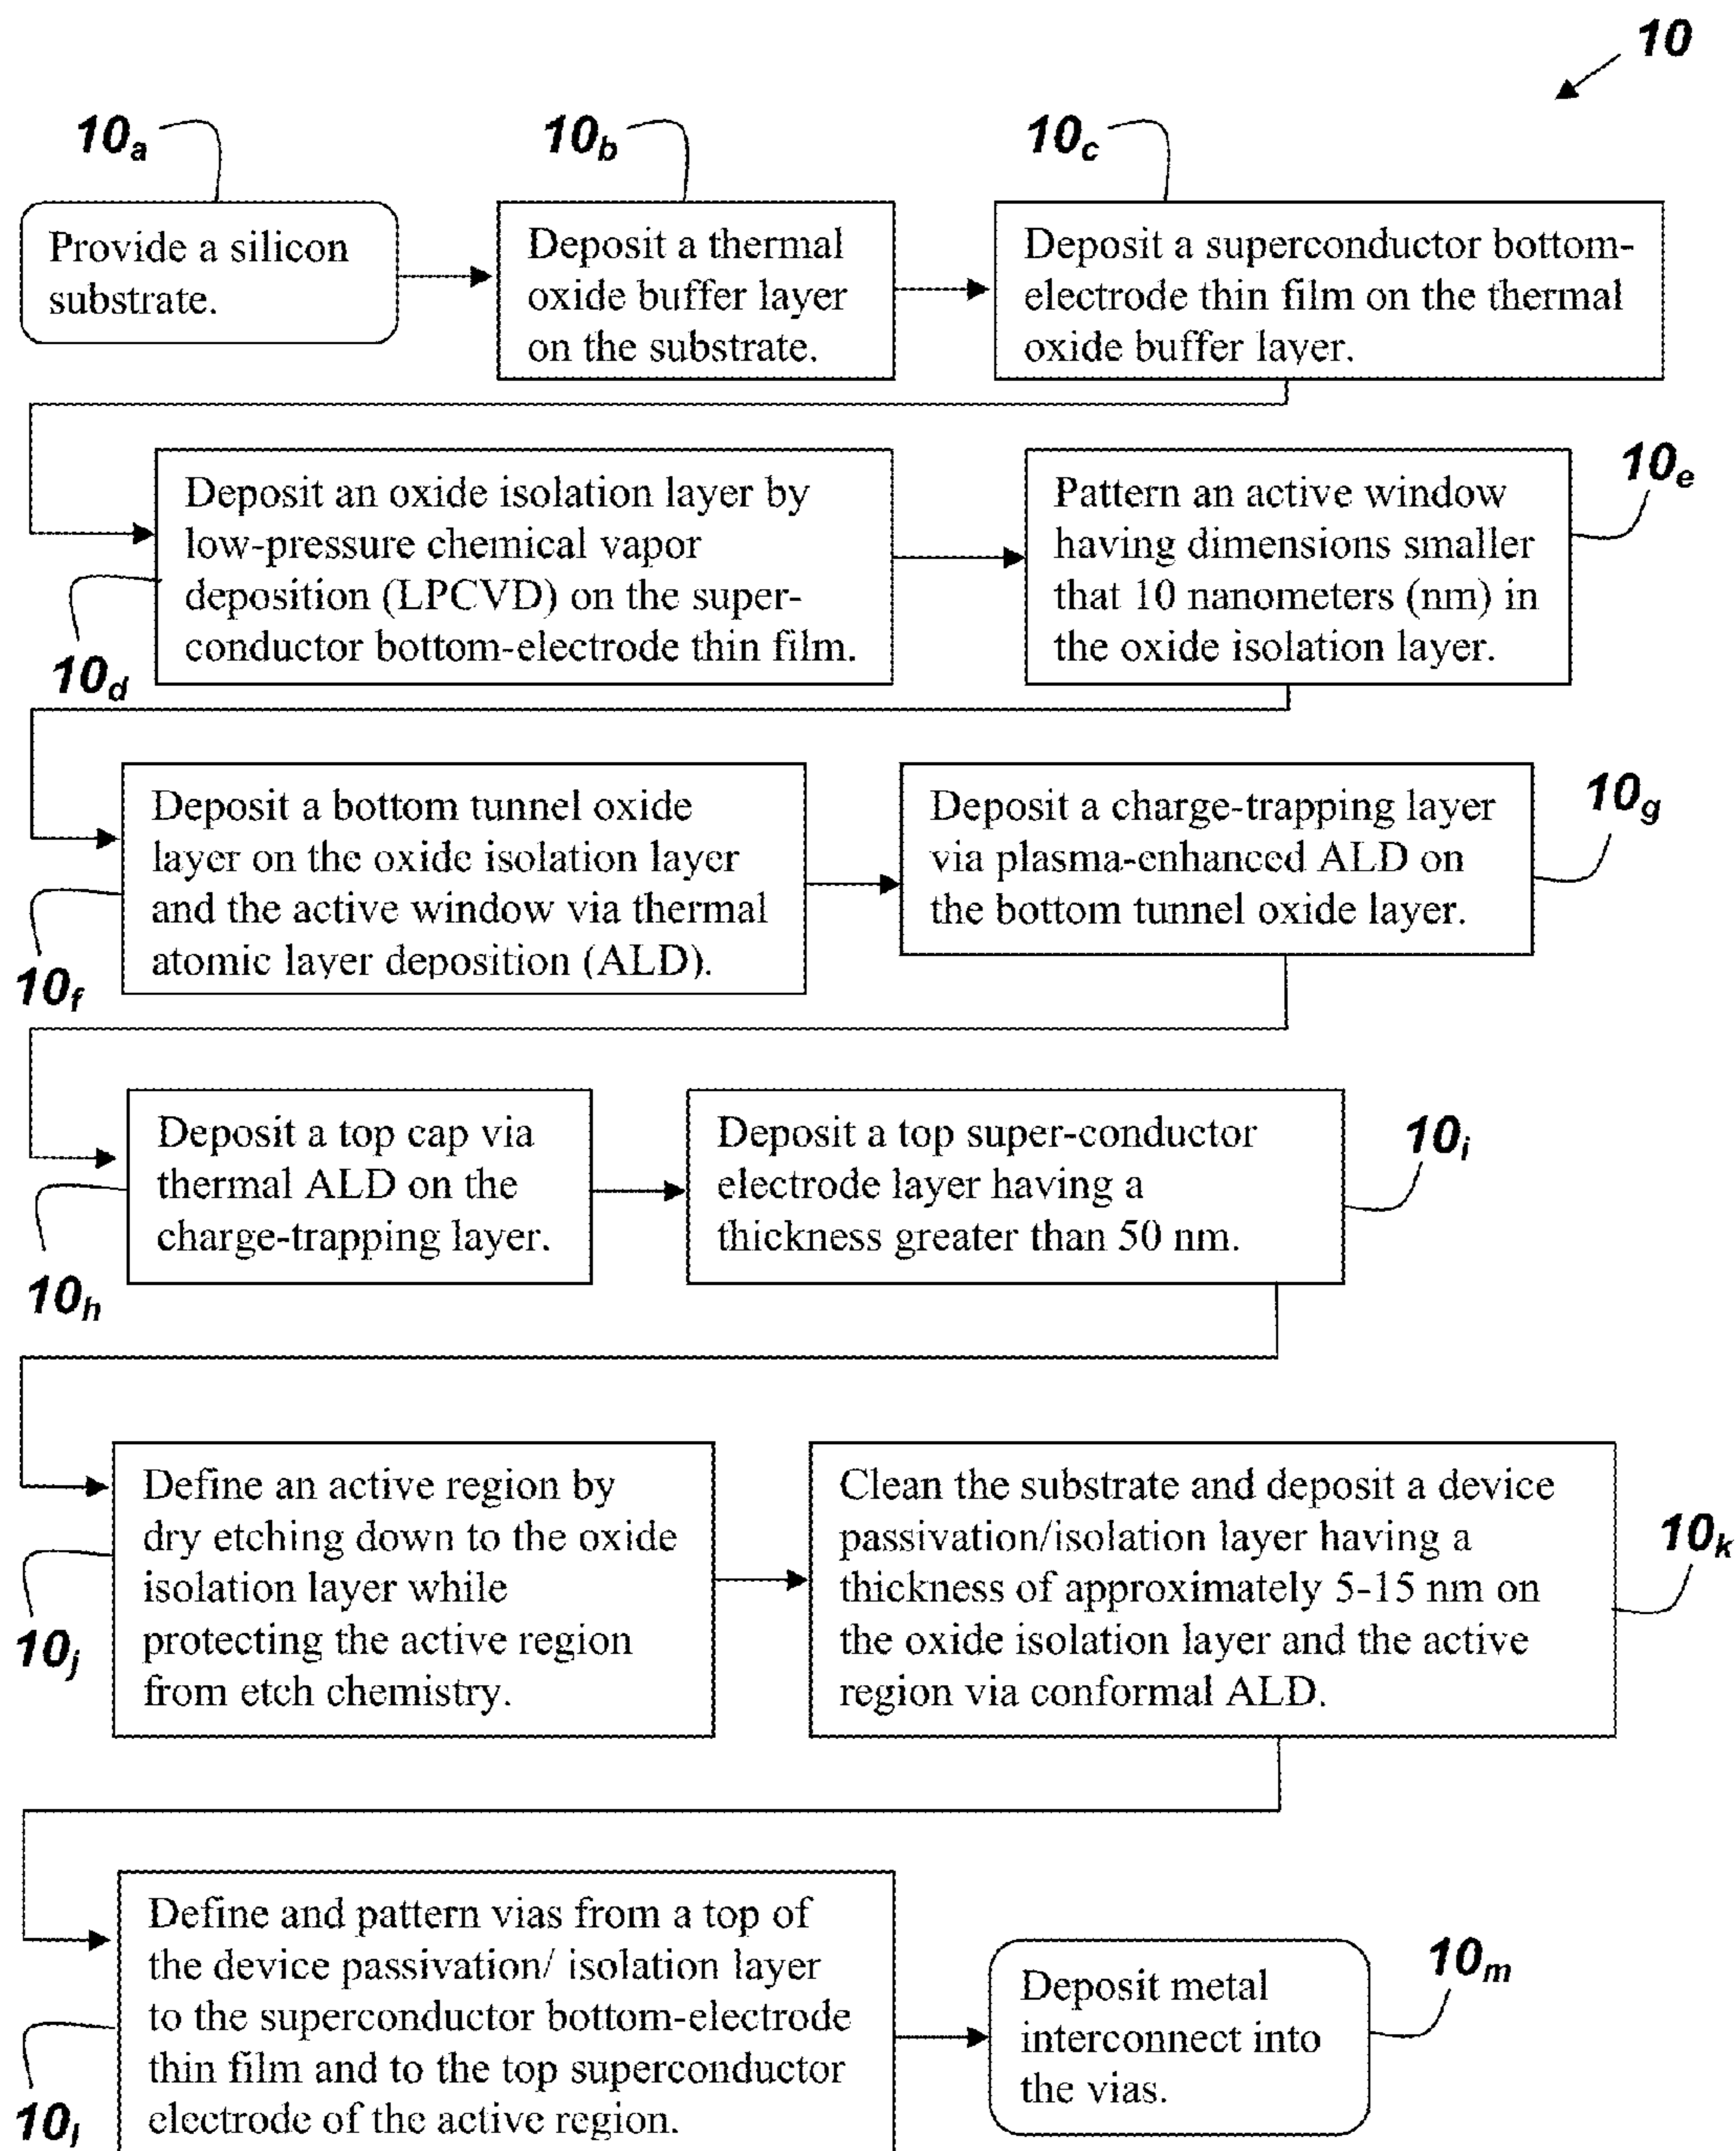 10
10a
10b
10c
Provide a silicon
substrate.
Deposit a thermal
oxide buffer layer
on the substrate.
Deposit a superconductor bottom-
electrode thin film on the thermal
oxide buffer layer.
Deposit an oxide isolation layer by
low-pressure chemical vapor
deposition (LPCVD) on the super-
conductor bottom-electrode thin film.
10d
Pattern an active window
having dimensions smaller
that 10 nanometers (nm) in
the oxide isolation layer.
10e
Deposit a bottom tunnel oxide
layer on the oxide isolation layer
and the active window via thermal
atomic layer deposition (ALD).
10f
Deposit a charge-trapping layer
via plasma-enhanced ALD on
the bottom tunnel oxide layer.
10g
Deposit a top cap via
thermal ALD on the
charge-trapping layer.
10h
Deposit a top super-conductor
electrode layer having a
thickness greater than 50 nm.
10i
Define an active region by
dry etching down to the oxide
isolation layer while
protecting the active region
from etch chemistry.
10j
Clean the substrate and deposit a device
passivation/isolation layer having a
thickness of approximately 5-15 nm on
the oxide isolation layer and the active
region via conformal ALD.
10k
Define and pattern vias from a top of
the device passivation/ isolation layer
to the superconductor bottom-electrode
thin film and to the top superconductor
electrode of the active region.
10l
Deposit metal
interconnect into
the vias.
10m